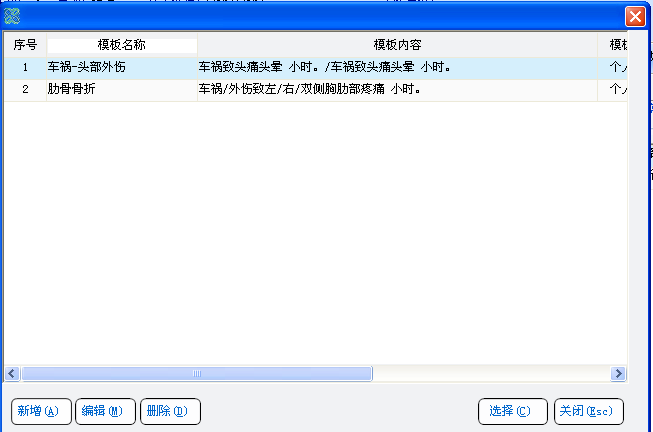 序号 模板名称 模板内容
1 车祸-头部外伤 车祸致头痛头晕 小时。/车祸致头痛头晕 小时。 个
2 肋骨骨折 车祸/外伤致左/右/双侧胸肋部疼痛 小时。 个
新增(A) 编辑(M) 删除(D) 选择(C) 关闭(Esc)